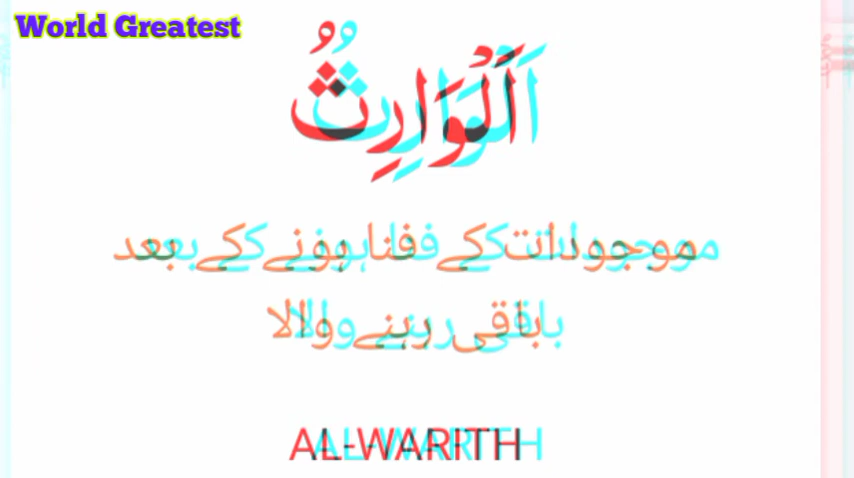 World Greatest
اَلْوَارِثُ
موجودات کے فنا ہونے کے بعد
باقی رہنے والا
AL-WARITH